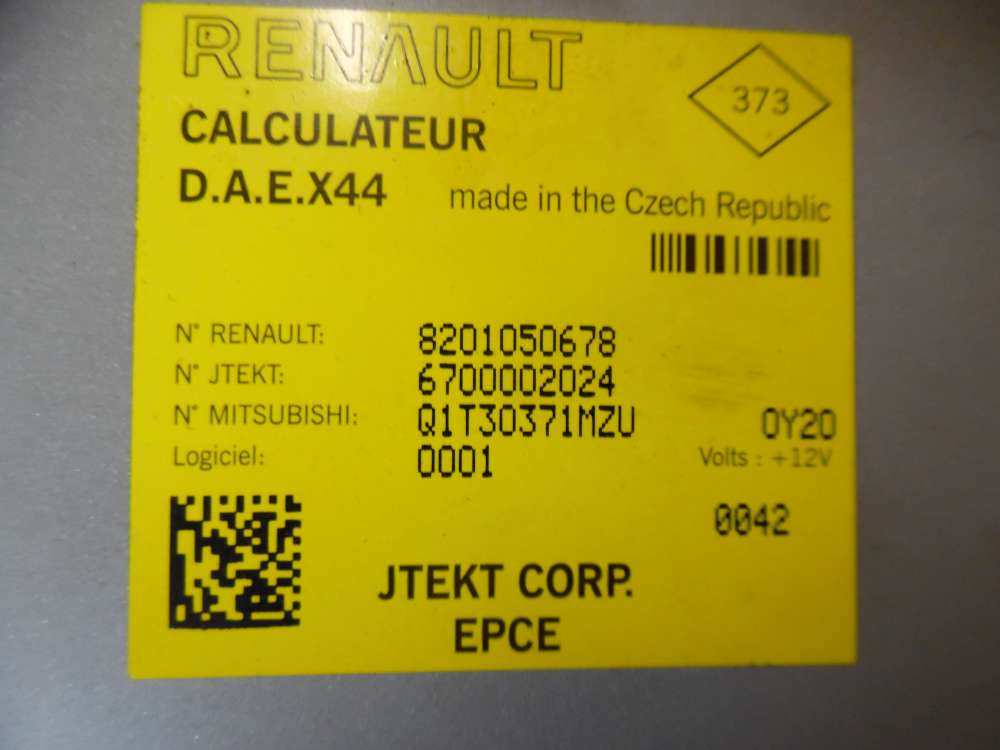 RENAULT
373
CALCULATEUR
D.A.E.X44
made in the Czech Republic
N° RENAULT: 8201050678
N° JTEKT: 6700002024
N° MITSUBISHI: Q1T30371MZU 0Y20
Logiciel: 0001 Volts : +12V
0042
JTEKT CORP.
EPCE